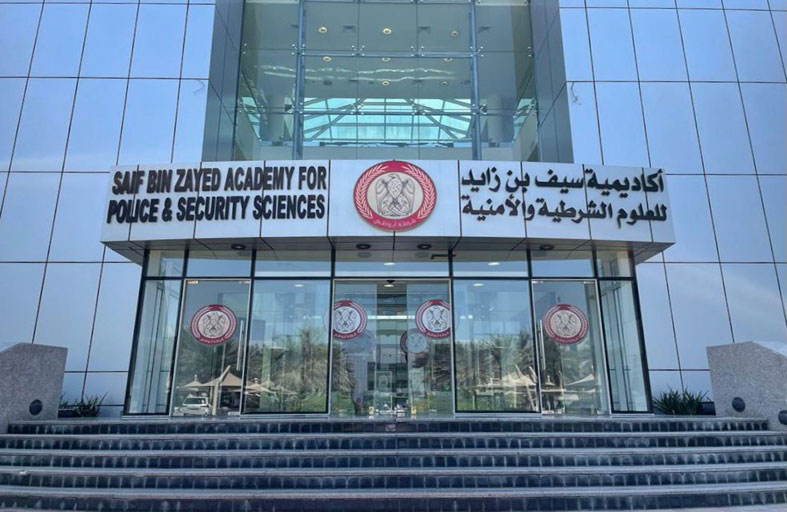 SAIF BIN ZAYED ACADEMY FOR
POLICE & SECURITY SCIENCES
أكاديمية سيف بن زايد
للعلوم الشرطية والأمنية